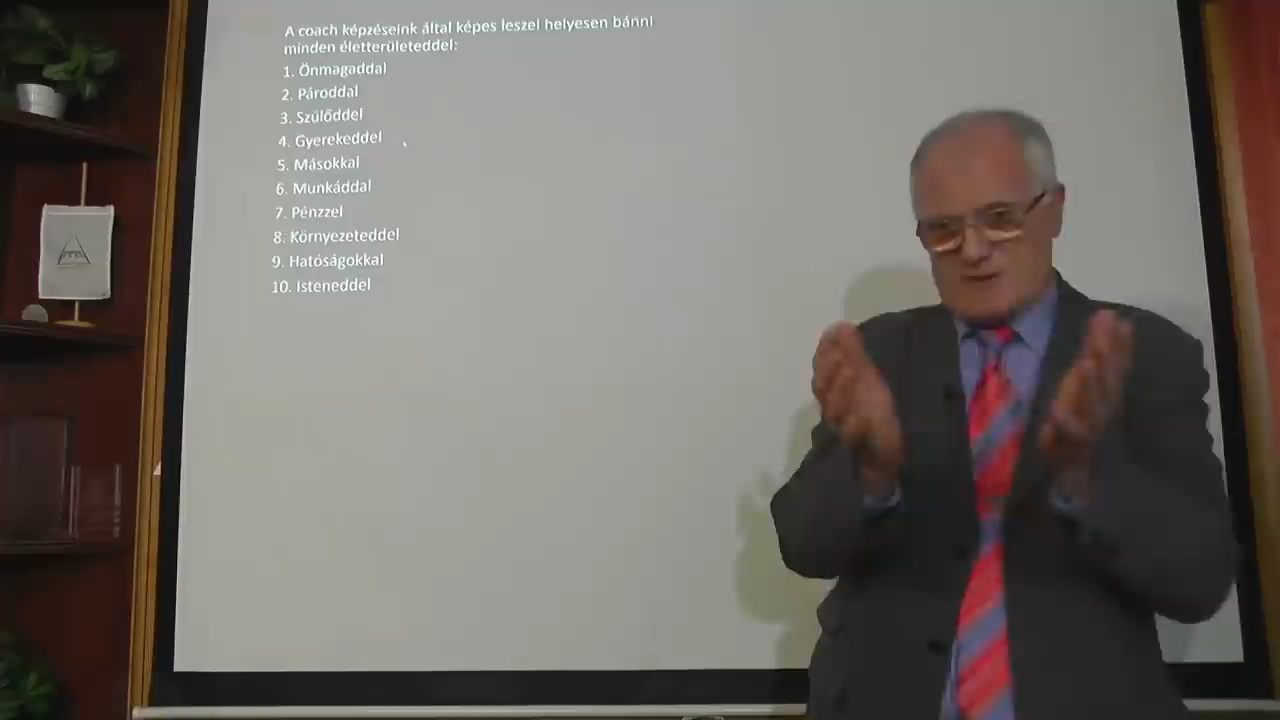 A coach képzéseink által képes leszel helyesen bánni
minden életterületeddel:
1. Önmagaddal
2. Pároddal
3. Szülőddel
4. Gyerekeddel
5. Másokkal
6. Munkáddal
7. Pénzzel
8. Környezeteddel
9. Hatóságokkal
10. Isteneddel